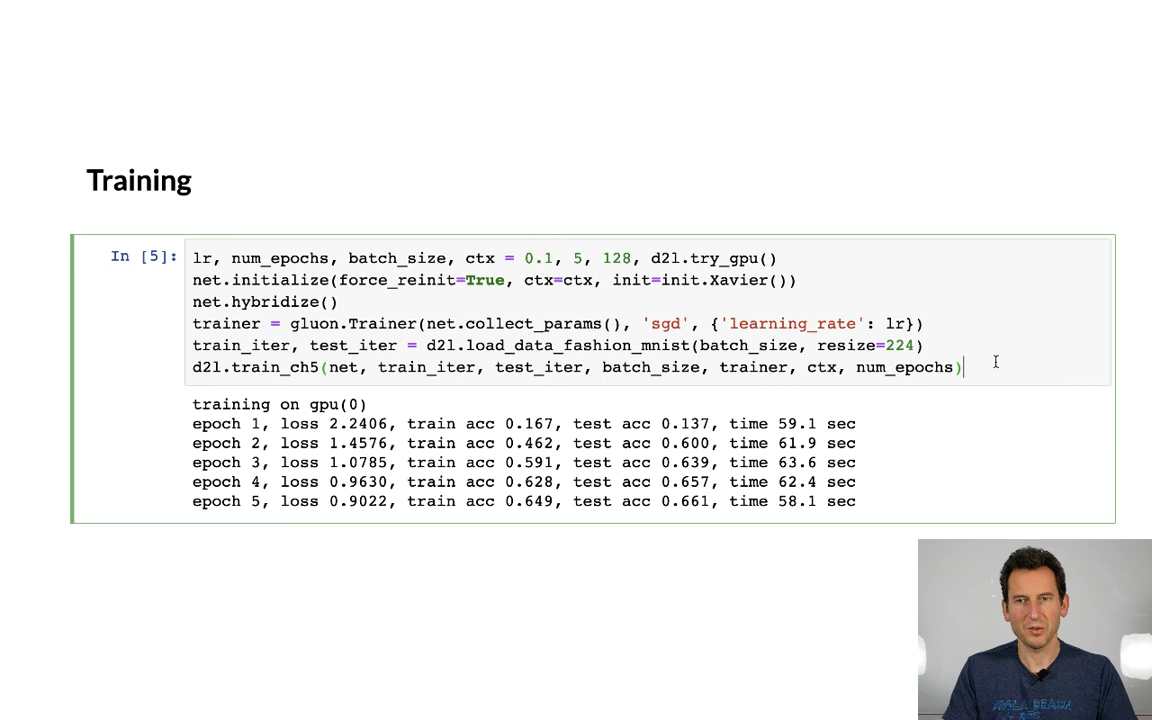 Training
In [5]:
lr, num_epochs, batch_size, ctx = 0.1, 5, 128, d2l.try_gpu()
net.initialize(force_reinit=True, ctx=ctx, init=init.Xavier())
net.hybridize()
trainer = gluon.Trainer(net.collect_params(), 'sgd', {'learning_rate': lr})
train_iter, test_iter = d2l.load_data_fashion_mnist(batch_size, resize=224)
d2l.train_ch5(net, train_iter, test_iter, batch_size, trainer, ctx, num_epochs)
training on gpu(0)
epoch 1, loss 2.2406, train acc 0.167, test acc 0.137, time 59.1 sec
epoch 2, loss 1.4576, train acc 0.462, test acc 0.600, time 61.9 sec
epoch 3, loss 1.0785, train acc 0.591, test acc 0.639, time 63.6 sec
epoch 4, loss 0.9630, train acc 0.628, test acc 0.657, time 62.4 sec
epoch 5, loss 0.9022, train acc 0.649, test acc 0.661, time 58.1 sec